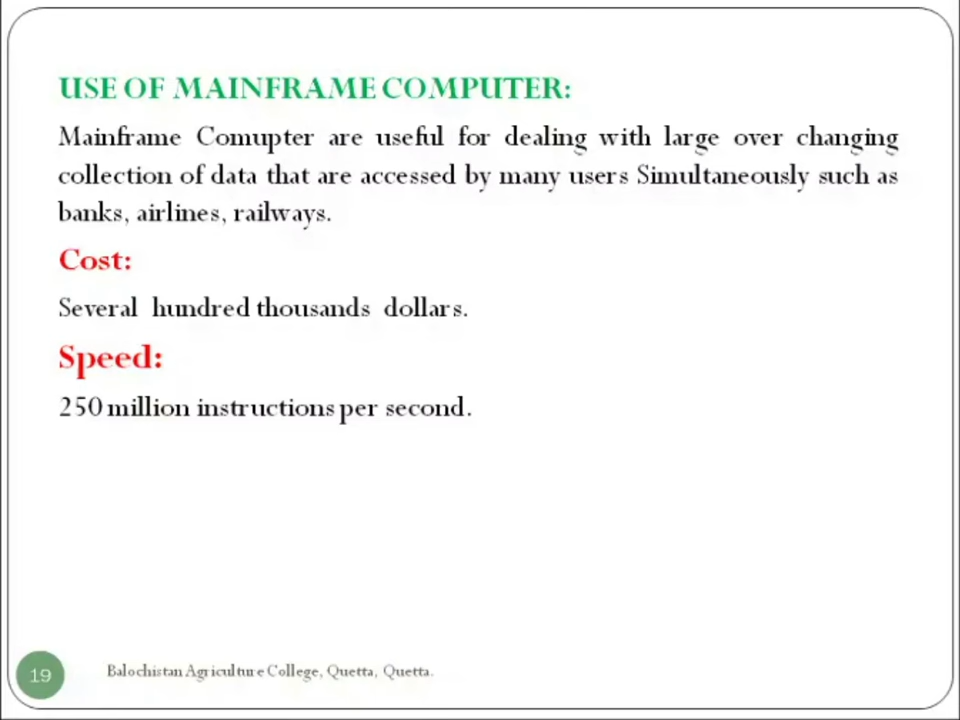 USE OF MAINFRAME COMPUTER:
Mainframe Comupter are useful for dealing with large over changing
collection of data that are accessed by many users Simultaneously such as
banks, airlines, railways.
Cost:
Several hundred thousands dollars.
Speed:
250 million instructions per second.
19
Balochistan Agriculture College, Quetta, Quetta.